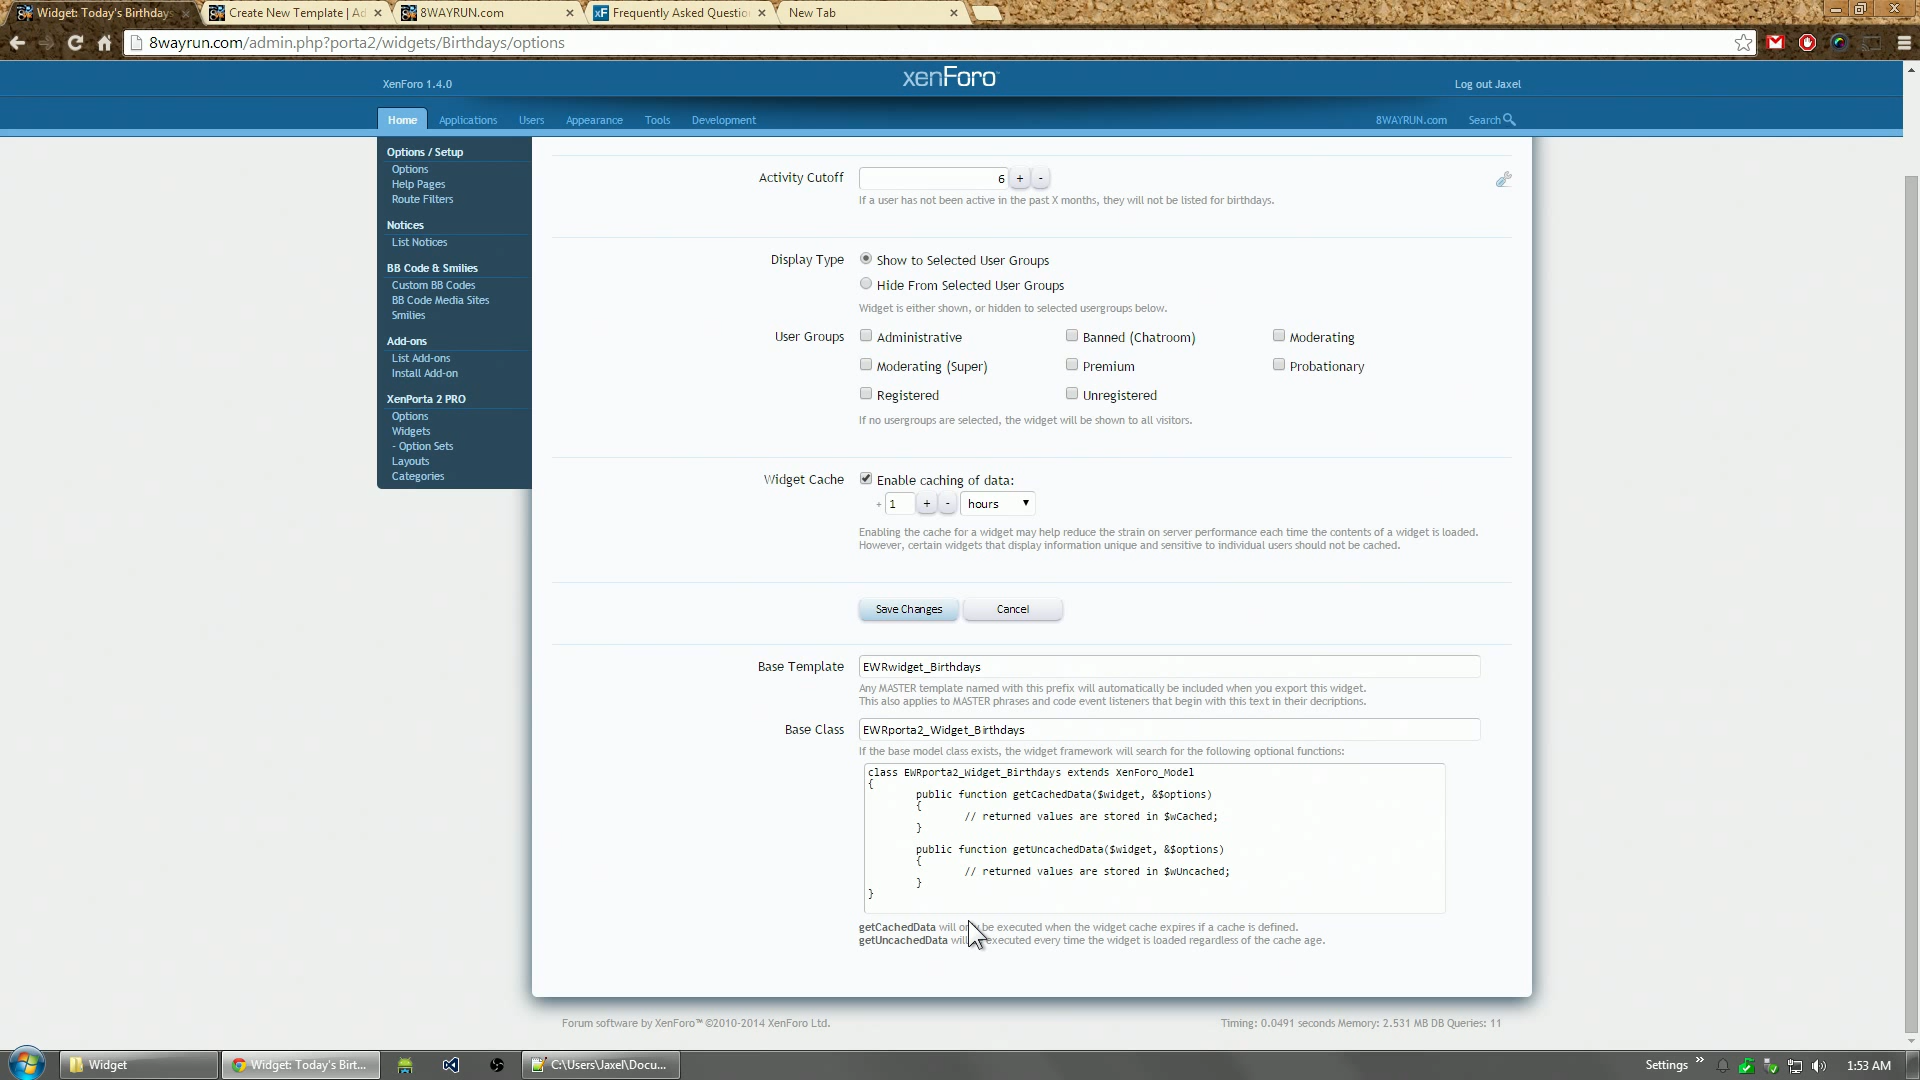 Widget: Today's Birthdays
Create New Template | Ad
8WAYRUN.com
Frequently Asked Questio
New Tab
8wayrun.com/admin.php?porta2/widgets/Birthdays/options
XenForo 1.4.0
xenForo
Log out Jaxel
Home
Applications
Users
Appearance
Tools
Development
8WAYRUN.com
Search
Options / Setup
Options
Help Pages
Route Filters
Notices
List Notices
BB Code & Smilies
Custom BB Codes
BB Code Media Sites
Smilies
Add-ons
List Add-ons
Install Add-on
XenPorta 2 PRO
Options
Widgets
- Option Sets
Layouts
Categories
Activity Cutoff
6
+
-
If a user has not been active in the past X months, they will not be listed for birthdays.
Display Type
Show to Selected User Groups
Hide From Selected User Groups
Widget is either shown, or hidden to selected usergroups below.
User Groups
Administrative
Banned (Chatroom)
Moderating
Moderating (Super)
Premium
Probationary
Registered
Unregistered
If no usergroups are selected, the widget will be shown to all visitors.
Widget Cache
Enable caching of data:
+ 1 + - hours
Enabling the cache for a widget may help reduce the strain on server performance each time the contents of a widget is loaded.
However, certain widgets that display information unique and sensitive to individual users should not be cached.
Save Changes
Cancel
Base Template
EWRwidget_Birthdays
Any MASTER template named with this prefix will automatically be included when you export this widget.
This also applies to MASTER phrases and code event listeners that begin with this text in their decriptions.
Base Class
EWRporta2_Widget_Birthdays
If the base model class exists, the widget framework will search for the following optional functions:
class EWRporta2_Widget_Birthdays extends XenForo_Model
{
public function getCachedData($widget, &$options)
{
// returned values are stored in $wCached;
}
public function getUncachedData($widget, &$options)
{
// returned values are stored in $wUncached;
}
}
getCachedData will be executed when the widget cache expires if a cache is defined.
getUncachedData executed every time the widget is loaded regardless of the cache age.
Forum software by XenForo™ ©2010-2014 XenForo Ltd.
Timing: 0.0491 seconds Memory: 2.531 MB DB Queries: 11
Widget
Widget: Today's Birt...
C:\Users\Jaxel\Docu...
Settings
»
1:53 AM